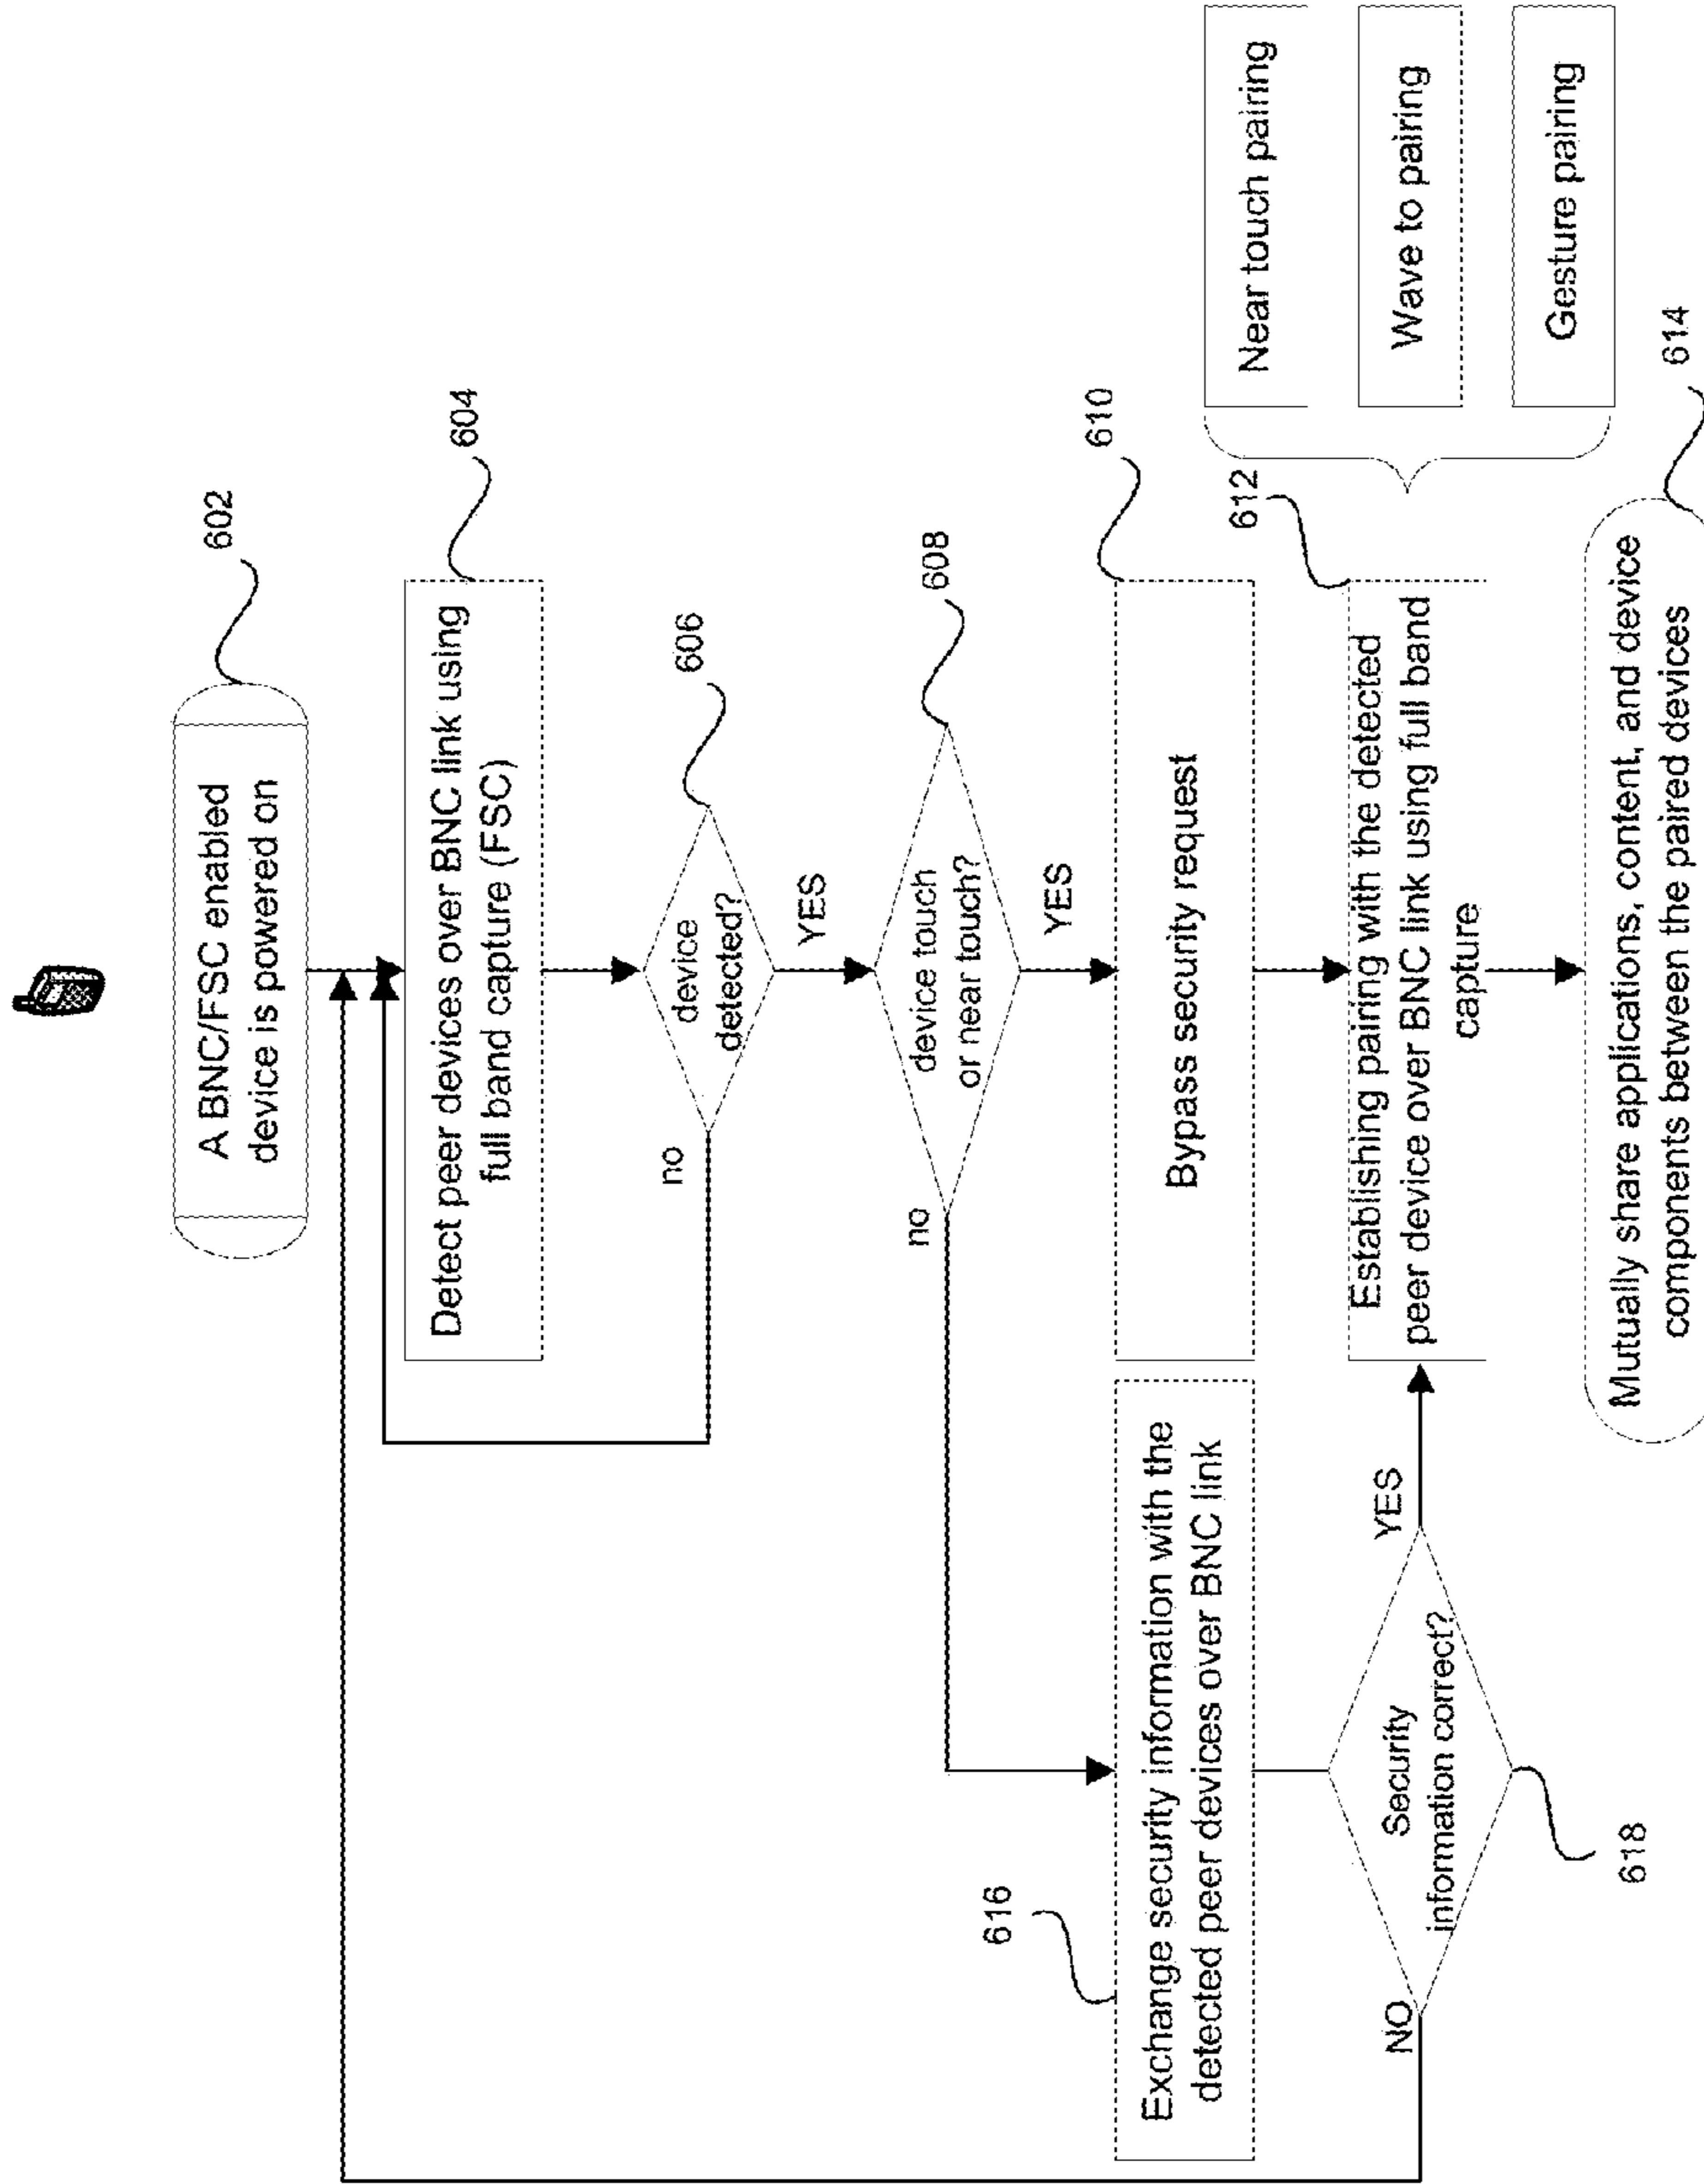 A BNC/FSC enabled
device is powered on
602
Detect peer devices over BNC link using
full band capture (FSC)
604
device
detected?
606
no
YES
device touch
or near touch?
608
no
YES
Bypass security request
610
Exchange security information with the
detected peer devices over BNC link
616
Establishing pairing with the detected
peer device over BNC link using full band
capture
612
Near touch pairing
Wave to pairing
Gesture pairing
Security
information correct?
618
NO
YES
Mutually share applications, content, and device
components between the paired devices
614